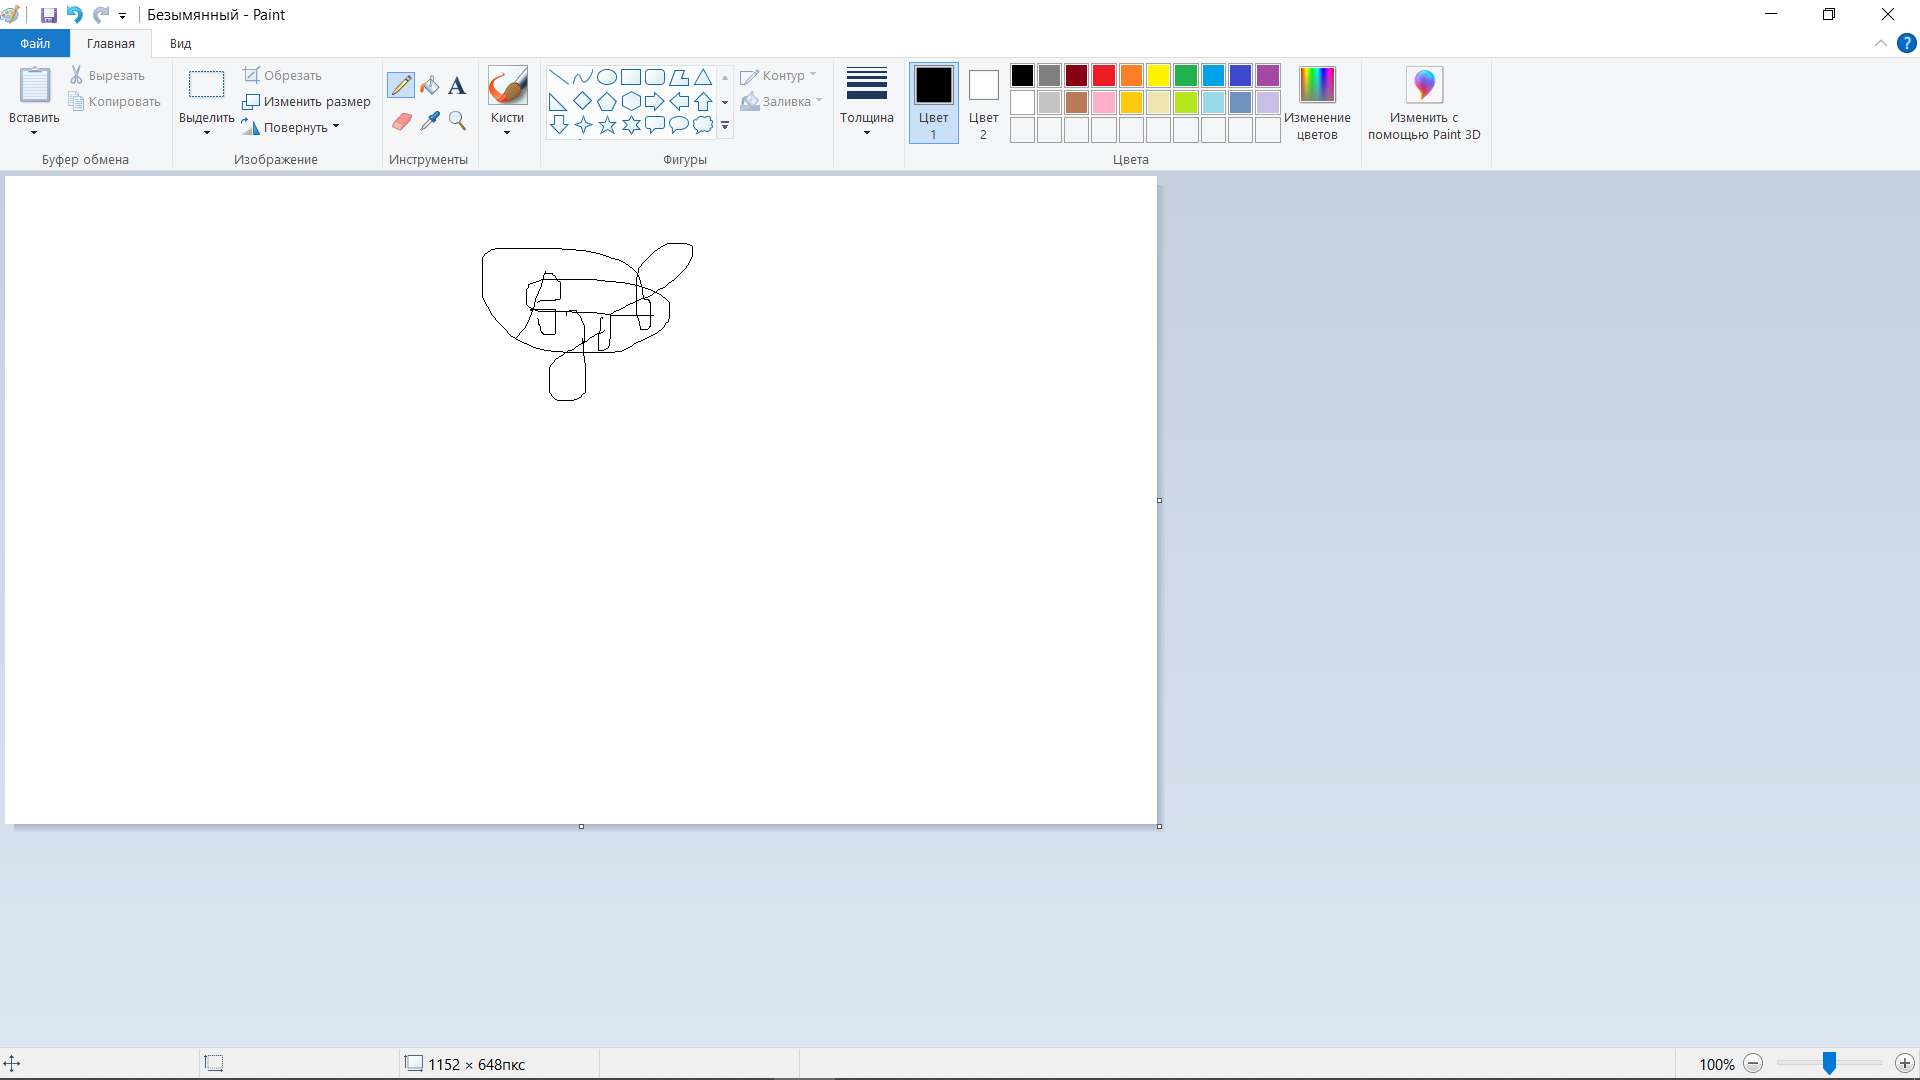 Безымянный - Paint
Файл Главная Вид
Вставить
Вырезать
Копировать
Буфер обмена
Выделить
Обрезать
Изменить размер
Повернуть
Изображение
Инструменты
Кисти
Фигуры
Контур
Заливка
Толщина
Цвет 1
Цвет 2
Цвета
Изменение цветов
Изменить с помощью Paint 3D
1152 × 648пкс
100%